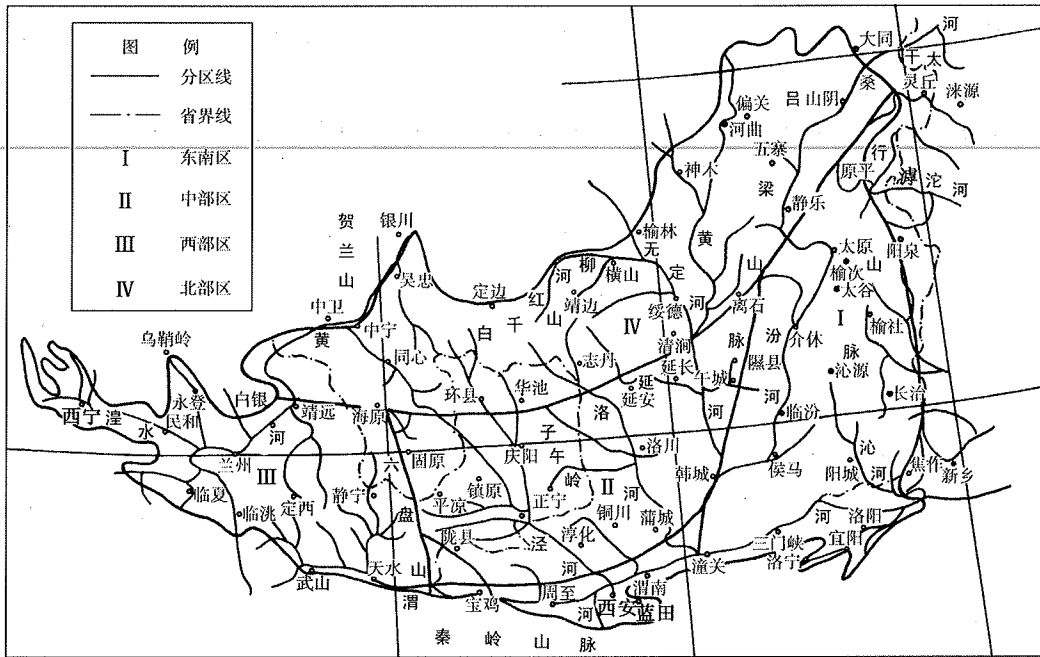 图 例
分区线
省界线
Ⅰ 东南区
Ⅱ 中部区
Ⅲ 西部区
Ⅳ 北部区
大同
河
干
太
灵丘
涞源
桑
吕
山阴
偏关
河曲
五寨
原平
行
滹
沱
河
神木
梁
静乐
贺
兰
山
银川
榆林
无
定
河
黄
河
太原
阳泉
榆次
太谷
山
脉
吴忠
定边
红
柳
河
横山
靖边
白
于
山
绥德
离石
山
脉
汾
河
介休
Ⅰ
榆社
中卫
黄
中宁
乌鞘岭
同心
志丹
Ⅳ
清涧
延长
午城
隰县
沁源
长治
西宁
湟
水
永登
民和
白银
靖远
海原
环县
华池
延
安
延安
洛
河
临汾
兰州
河
固原
庆阳
子
午
岭
洛川
侯马
阳城
沁
河
焦作
新乡
Ⅲ
临夏
临洮
定西
静宁
六
盘
山
平凉
镇原
正宁
Ⅱ
韩城
铜川
蒲城
陇县
泾
河
淳化
潼关
三门峡
河
洛阳
宜阳
洛宁
武山
天水
渭
河
宝鸡
周至
西安
渭南
蓝田
秦 岭 山 脉